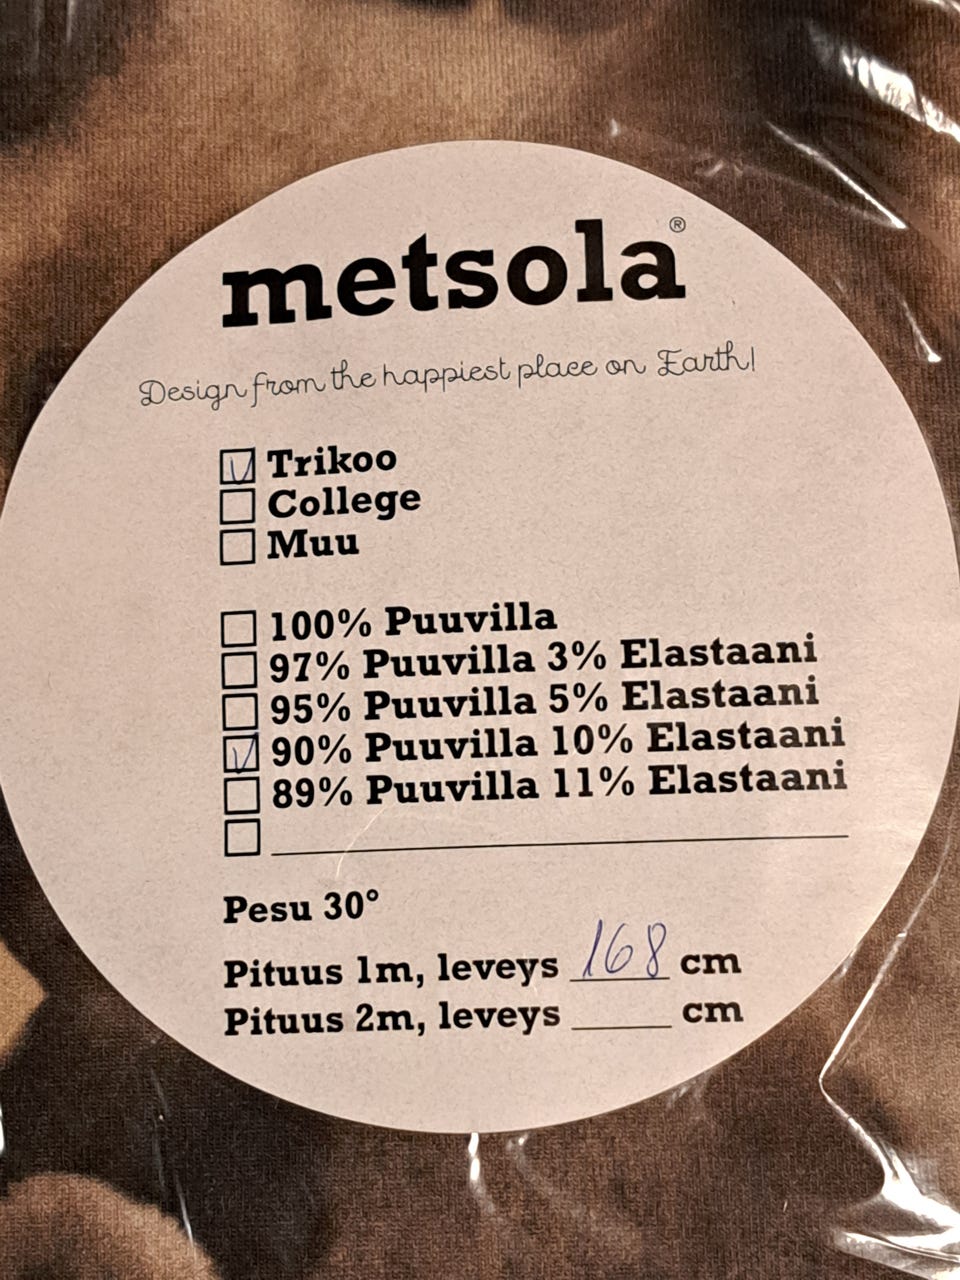 metsola®
Design from the happiest place on Earth!
Trikoo
College
Muu
100% Puuvilla
97% Puuvilla 3% Elastaani
95% Puuvilla 5% Elastaani
90% Puuvilla 10% Elastaani
89% Puuvilla 11% Elastaani
Pesu 30°
Pituus 1m, leveys 168 cm
Pituus 2m, leveys ______ cm